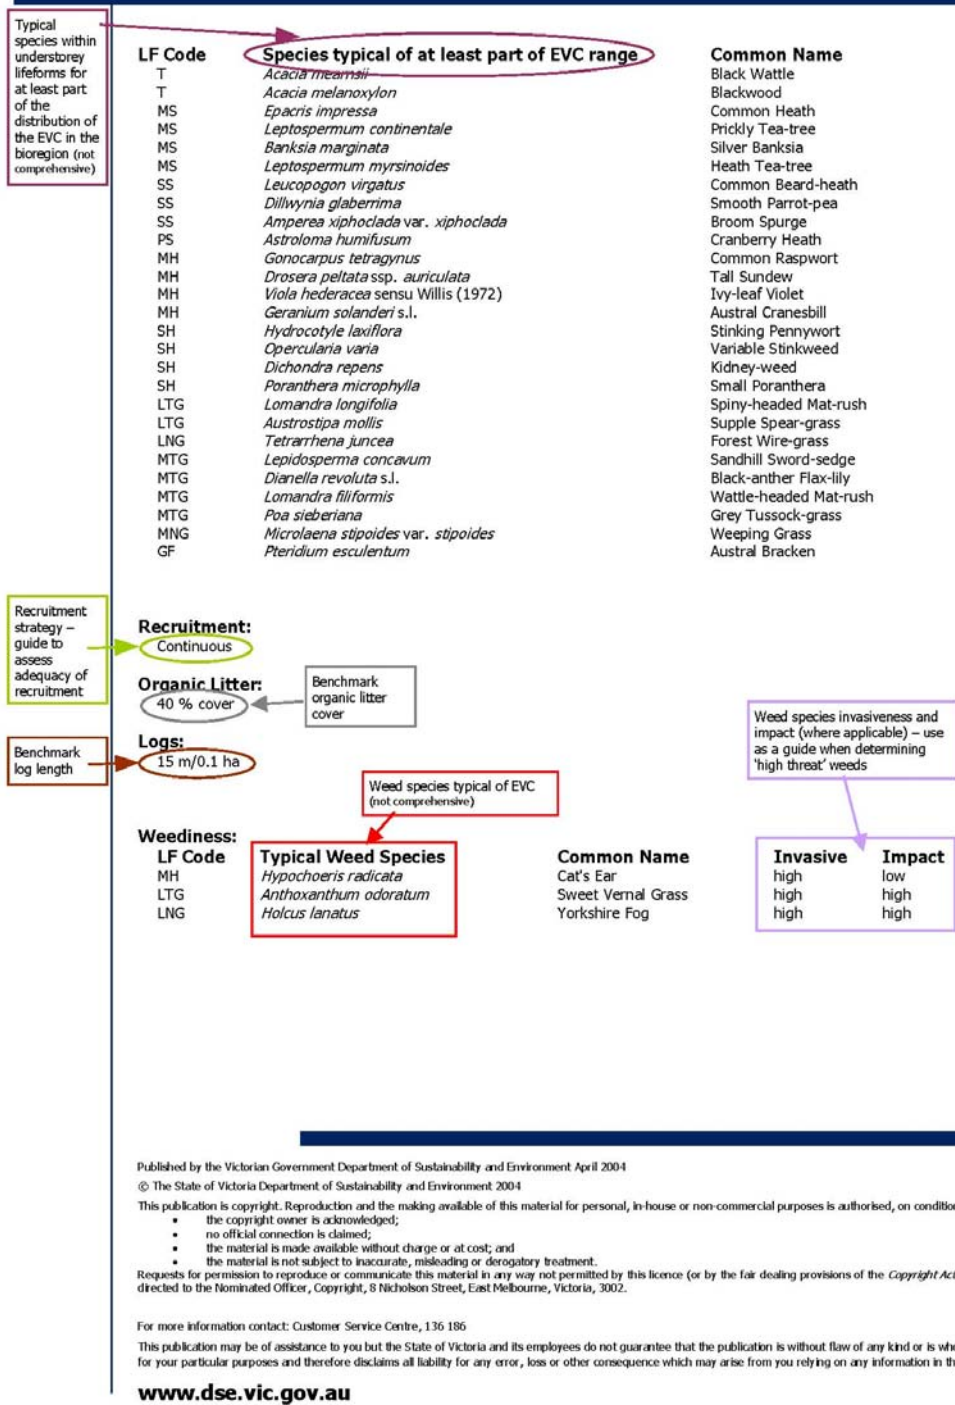 Typical
species within
understorey
lifeforms for
at least part
of the
distribution of
the EVC in the
bioregion (not
comprehensive)
LF Code Species typical of at least part of EVC range Common Name
T Acacia mearnsii Black Wattle
T Acacia melanoxylon Blackwood
MS Epacris impressa Common Heath
MS Leptospermum continentale Prickly Tea-tree
MS Banksia marginata Silver Banksia
MS Leptospermum myrsinoides Heath Tea-tree
SS Leucopogon virgatus Common Beard-heath
SS Dillwynia glaberrima Smooth Parrot-pea
SS Amperea xiphoclada var. xiphoclada Broom Spurge
PS Astroloma humifusum Cranberry Heath
MH Gonocarpus tetragynus Common Raspwort
MH Drosera peltata ssp. auriculata Tall Sundew
MH Viola hederacea sensu Willis (1972) Ivy-leaf Violet
MH Geranium solanderi s.l. Austral Cranesbill
SH Hydrocotyle laxiflora Stinking Pennywort
SH Opercularia varia Variable Stinkweed
SH Dichondra repens Kidney-weed
SH Poranthera microphylla Small Poranthera
LTG Lomandra longifolia Spiny-headed Mat-rush
LTG Austrostipa mollis Supple Spear-grass
LNG Tetrarrhena juncea Forest Wire-grass
MTG Lepidosperma concavum Sandhill Sword-sedge
MTG Dianella revoluta s.l. Black-anther Flax-lily
MTG Lomandra filiformis Wattle-headed Mat-rush
MTG Poa sieberiana Grey Tussock-grass
MNG Microlaena stipoides var. stipoides Weeping Grass
GF Pteridium esculentum Austral Bracken
Recruitment
strategy –
guide to
assess
adequacy of
recruitment
Recruitment:
Continuous
Organic Litter:
40 % cover
Benchmark
organic litter
cover
Logs:
15 m/0.1 ha
Benchmark
log length
Weed species invasiveness and
impact (where applicable) – use
as a guide when determining
'high threat' weeds
Weed species typical of EVC
(not comprehensive)
Weediness:
LF Code Typical Weed Species Common Name Invasive Impact
MH Hypochoeris radicata Cat's Ear high low
LTG Anthoxanthum odoratum Sweet Vernal Grass high high
LNG Holcus lanatus Yorkshire Fog high high
Published by the Victorian Government Department of Sustainability and Environment April 2004
© The State of Victoria Department of Sustainability and Environment 2004
This publication is copyright. Reproduction and the making available of this material for personal, in-house or non-commercial purposes is authorised, on condition
• the copyright owner is acknowledged;
• no official connection is claimed;
• the material is made available without charge or at cost; and
• the material is not subject to inaccurate, misleading or derogatory treatment.
Requests for permission to reproduce or communicate this material in any way not permitted by this licence (or by the fair dealing provisions of the Copyright Act
directed to the Nominated Officer, Copyright, 8 Nicholson Street, East Melbourne, Victoria, 3002.
For more information contact: Customer Service Centre, 136 186
This publication may be of assistance to you but the State of Victoria and its employees do not guarantee that the publication is without flaw of any kind or is
for your particular purposes and therefore disclaims all liability for any error, loss or other consequence which may arise from you relying on any information in
www.dse.vic.gov.au